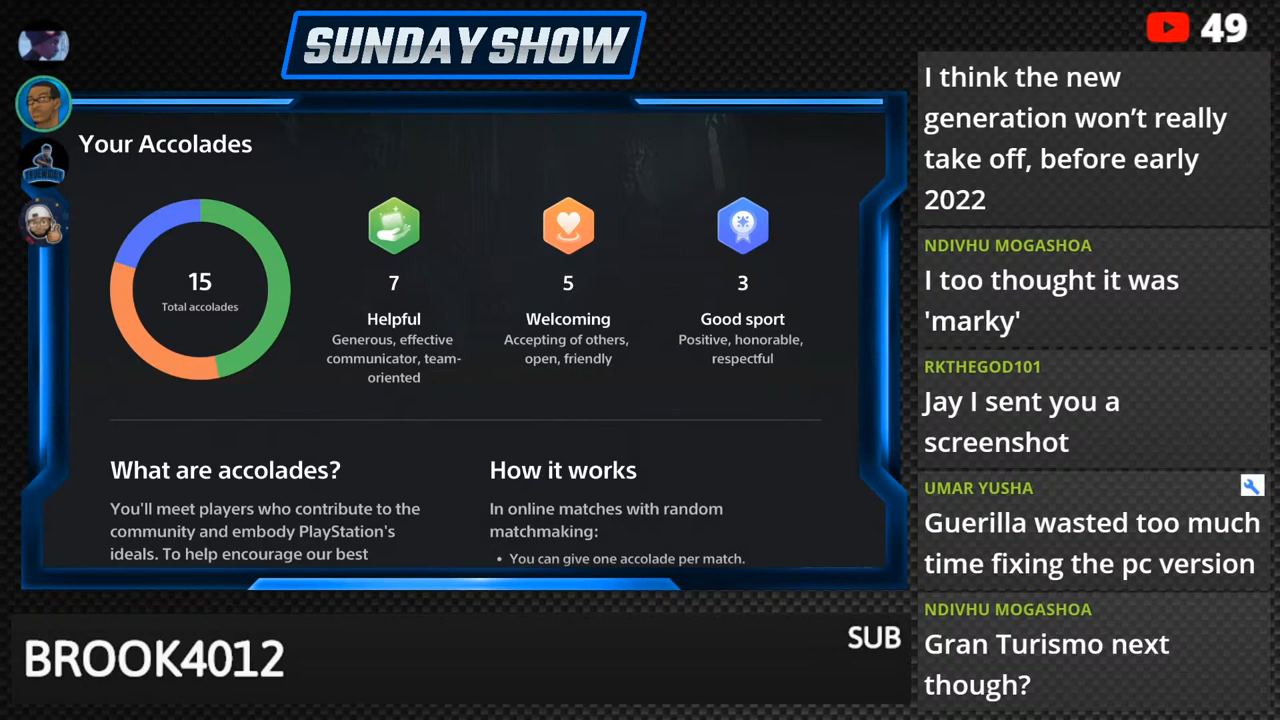 SUNDAY SHOW
49
Your Accolades
15
Total accolades
7
Helpful
Generous, effective
communicator, team-
oriented
5
Welcoming
Accepting of others,
open, friendly
3
Good sport
Positive, honorable,
respectful
What are accolades?
You'll meet players who contribute to the
community and embody PlayStation's
ideals. To help encourage our best
How it works
In online matches with random
matchmaking:
• You can give one accolade per match.
BROOK4012
SUB
I think the new
generation won’t really
take off, before early
2022
NDIVHU MOGASHOA
I too thought it was
'marky'
RKTHEGOD101
Jay I sent you a
screenshot
UMAR YUSHA
Guerilla wasted too much
time fixing the pc version
NDIVHU MOGASHOA
Gran Turismo next
though?